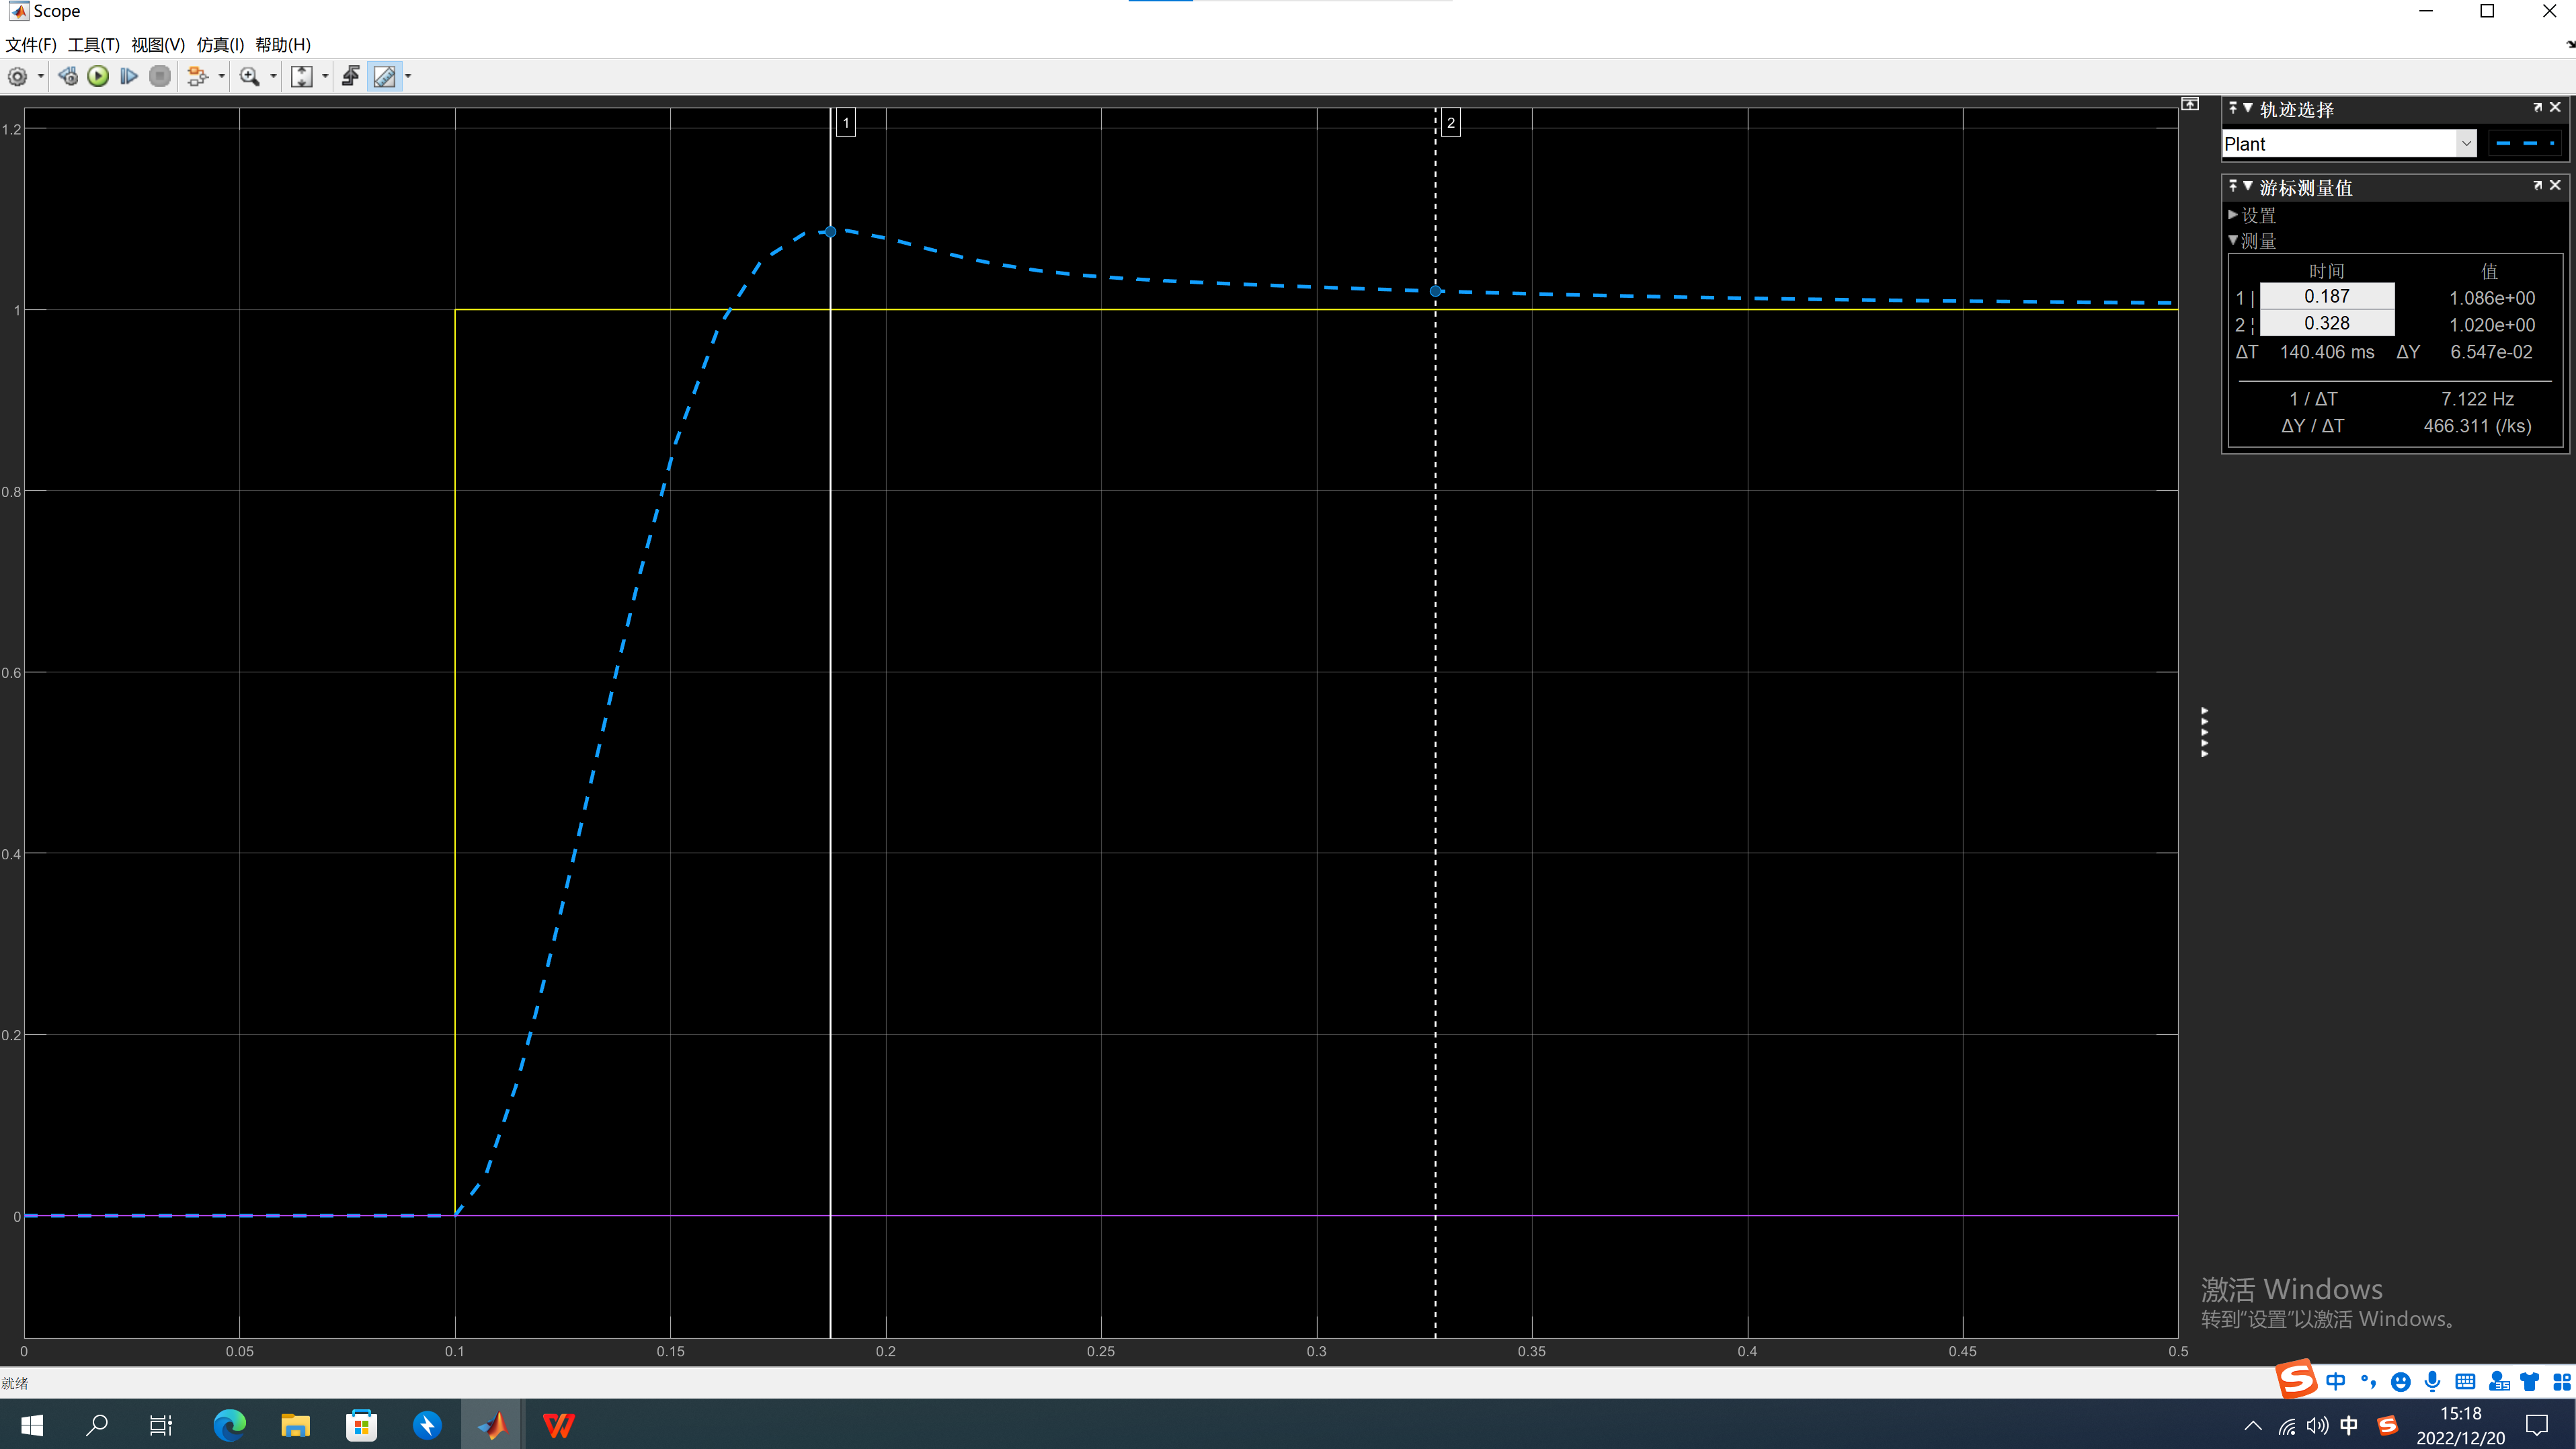 Scope
文件(F) 工具(T) 视图(V) 仿真(I) 帮助(H)
1.2
1
0.8
0.6
0.4
0.2
0
1
2
0
0.05
0.1
0.15
0.2
0.25
0.3
0.35
0.4
0.45
0.5
轨迹选择
Plant
游标测量值
设置
测量
时间 值
1 | 0.187 1.086e+00
2 ¦ 0.328 1.020e+00
ΔT 140.406 ms ΔY 6.547e-02
1 / ΔT 7.122 Hz
ΔY / ΔT 466.311 (/ks)
激活 Windows
转到“设置”以激活 Windows。
就绪
S 中
中 S 15:18
2022/12/20